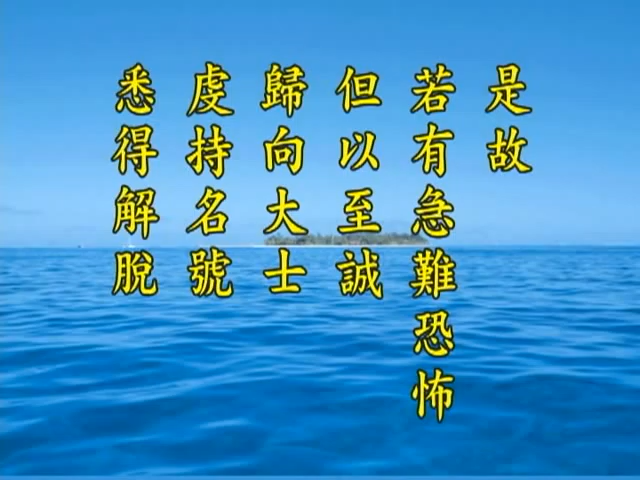 是故
若有急難恐怖
但以至誠
歸向大士
虔持名號
悉得解脫